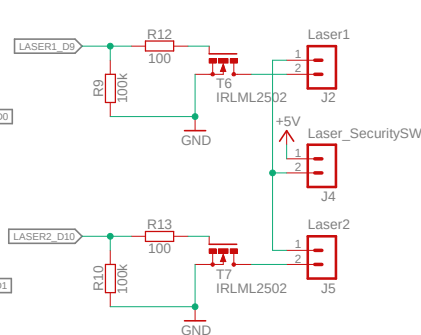 R12
Laser1
LASER1_D9
100
1
2
R9
100k
T6
IRLML2502
J2
GND
+5V
Laser_SecuritySW
1
2
J4
R13
Laser2
LASER2_D10
100
1
2
R10
100k
T7
IRLML2502
J5
GND